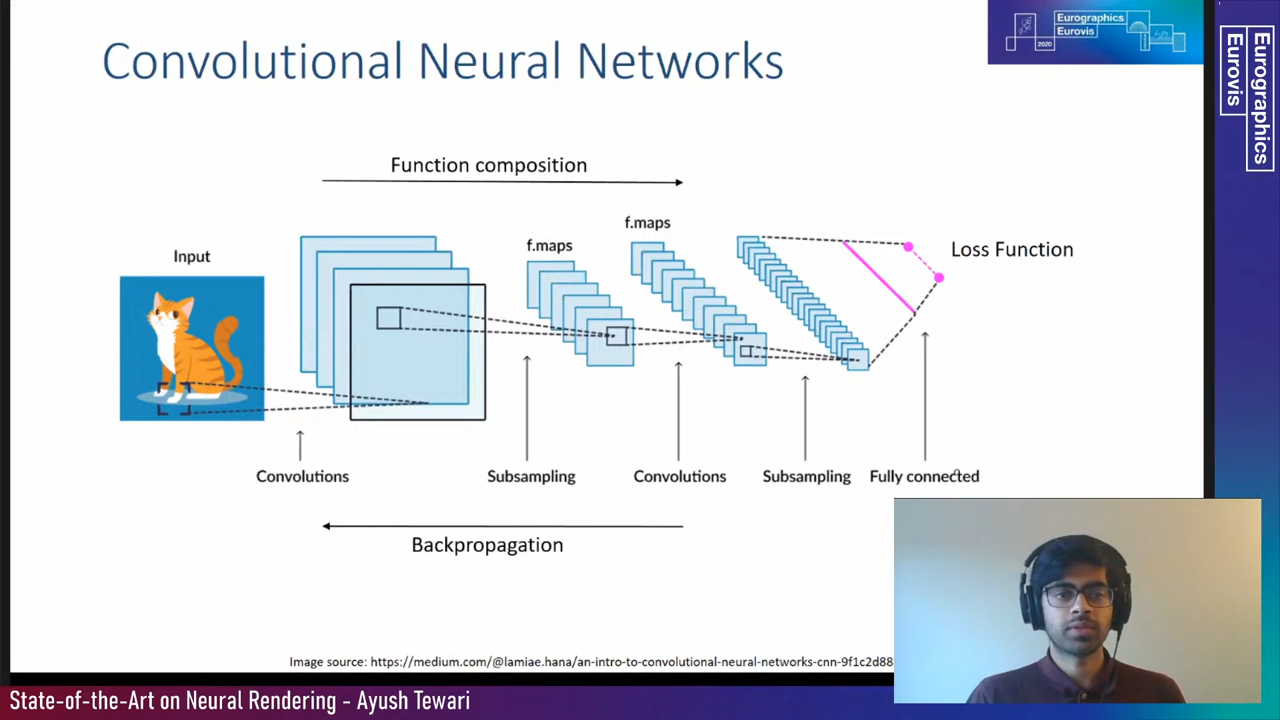 Convolutional Neural Networks
Eurographics
Eurovis
2020
Eurographics
Eurovis
Function composition
f.maps
f.maps
Input
Loss Function
Convolutions
Subsampling
Convolutions
Subsampling
Fully connected
Backpropagation
Image source: https://medium.com/@lamiae.hana/an-intro-to-convolutional-neural-networks-cnn-9f1c2d88
State-of-the-Art on Neural Rendering - Ayush Tewari